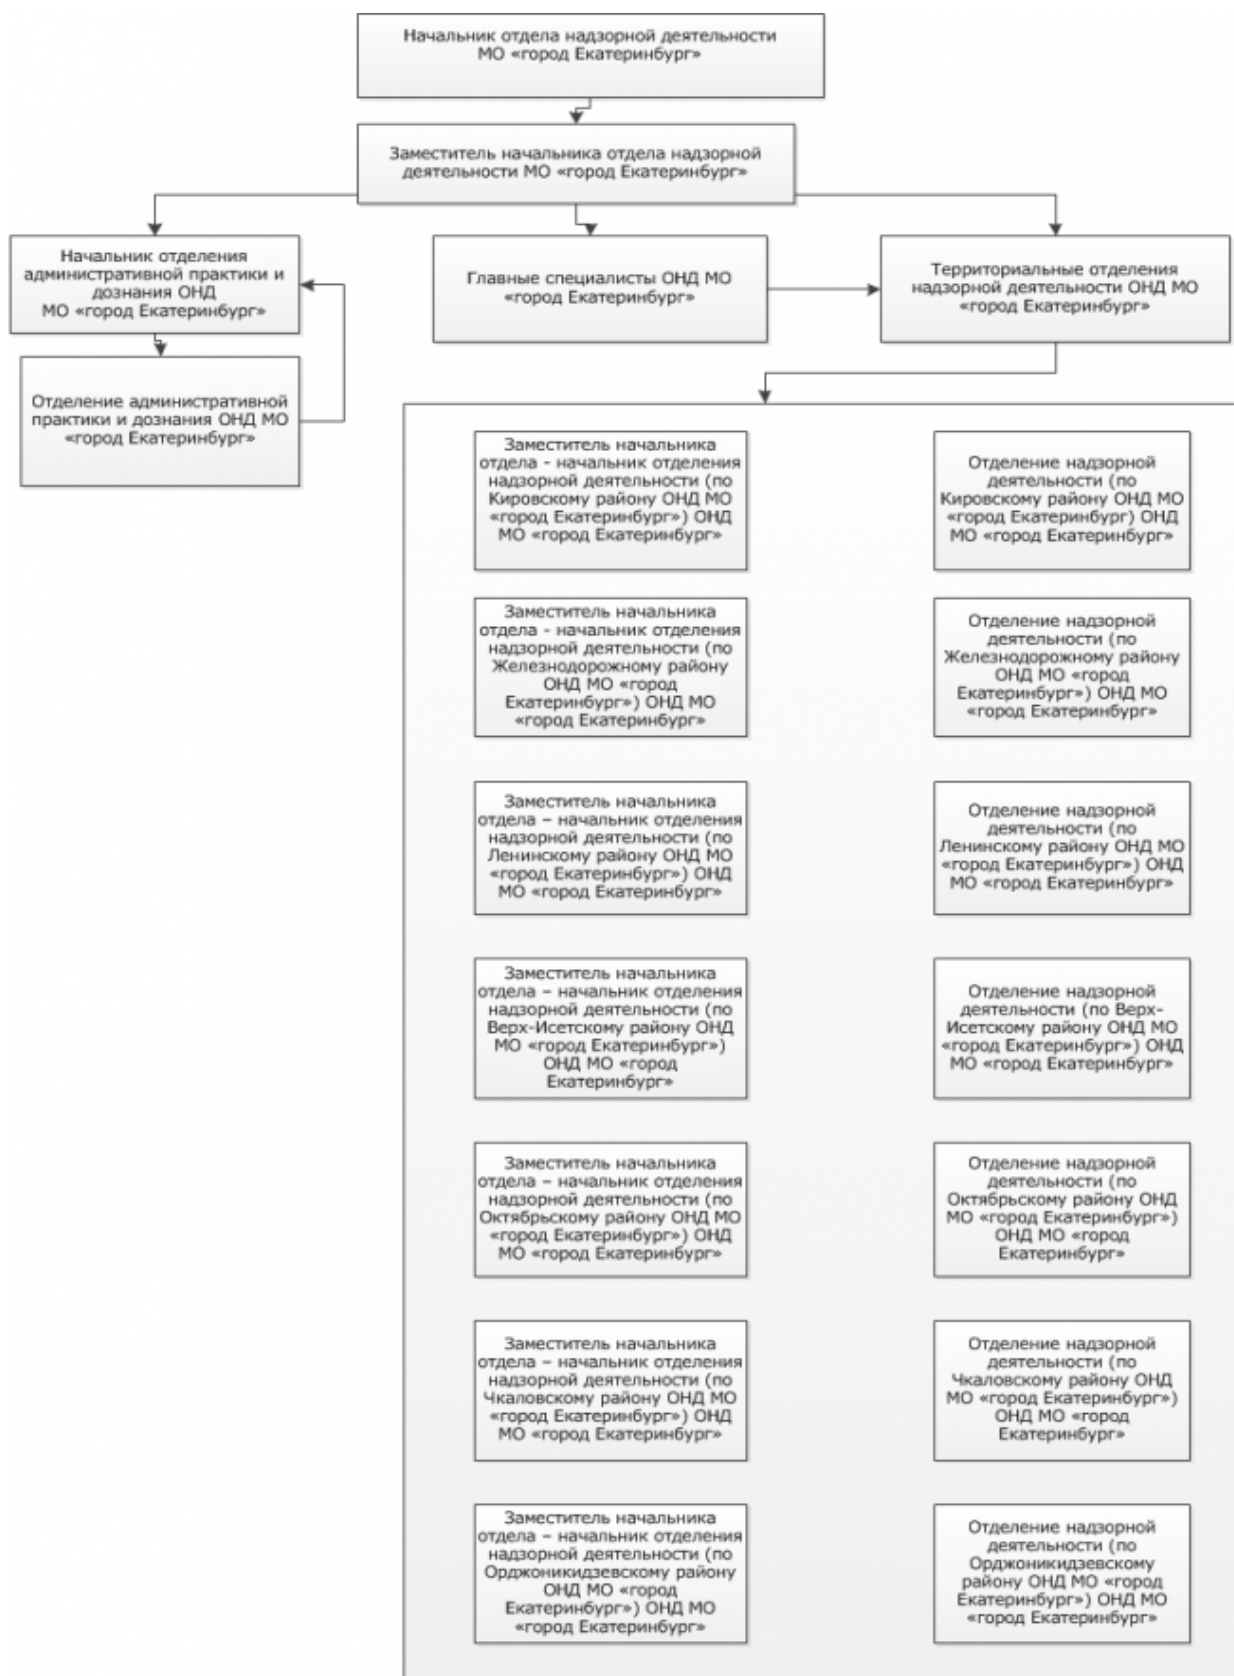 Начальник отдела надзорной деятельности
МО «город Екатеринбург»
Заместитель начальника отдела надзорной
деятельности МО «город Екатеринбург»
Начальник отделения
административной практики и
дознания ОНД
МО «город Екатеринбург»
Главные специалисты ОНД МО
«город Екатеринбург»
Территориальные отделения
надзорной деятельности ОНД МО
«город Екатеринбург»
Отделение административной
практики и дознания ОНД МО
«город Екатеринбург»
Заместитель начальника
отдела - начальник отделения
надзорной деятельности (по
Кировскому району ОНД МО
«город Екатеринбург») ОНД
МО «город Екатеринбург»
Отделение надзорной
деятельности (по
Кировскому району ОНД МО
«город Екатеринбург) ОНД
МО «город Екатеринбург»
Заместитель начальника
отдела - начальник отделения
надзорной деятельности (по
Железнодорожному району
ОНД МО «город
Екатеринбург») ОНД МО
«город Екатеринбург»
Отделение надзорной
деятельности (по
Железнодорожному району
ОНД МО «город
Екатеринбург») ОНД МО
«город Екатеринбург»
Заместитель начальника
отдела – начальник отделения
надзорной деятельности (по
Ленинскому району ОНД МО
«город Екатеринбург») ОНД
МО «город Екатеринбург»
Отделение надзорной
деятельности (по
Ленинскому району ОНД МО
«город Екатеринбург») ОНД
МО «город Екатеринбург»
Заместитель начальника
отдела – начальник отделения
надзорной деятельности (по
Верх-Исетскому району ОНД
МО «город Екатеринбург»)
ОНД МО «город
Екатеринбург»
Отделение надзорной
деятельности (по Верх-
Исетскому району ОНД МО
«город Екатеринбург») ОНД
МО «город Екатеринбург»
Заместитель начальника
отдела – начальник отделения
надзорной деятельности (по
Октябрьскому району ОНД МО
«город Екатеринбург») ОНД
МО «город Екатеринбург»
Отделение надзорной
деятельности (по
Октябрьскому району ОНД
МО «город Екатеринбург»)
ОНД МО «город
Екатеринбург»
Заместитель начальника
отдела – начальник отделения
надзорной деятельности (по
Чкаловскому району ОНД МО
«город Екатеринбург») ОНД
МО «город Екатеринбург»
Отделение надзорной
деятельности (по
Чкаловскому району ОНД
МО «город Екатеринбург»)
ОНД МО «город
Екатеринбург»
Заместитель начальника
отдела – начальник отделения
надзорной деятельности (по
Орджоникидзевскому району
ОНД МО «город
Екатеринбург») ОНД МО
«город Екатеринбург»
Отделение надзорной
деятельности (по
Орджоникидзевскому
району ОНД МО «город
Екатеринбург») ОНД МО
«город Екатеринбург»